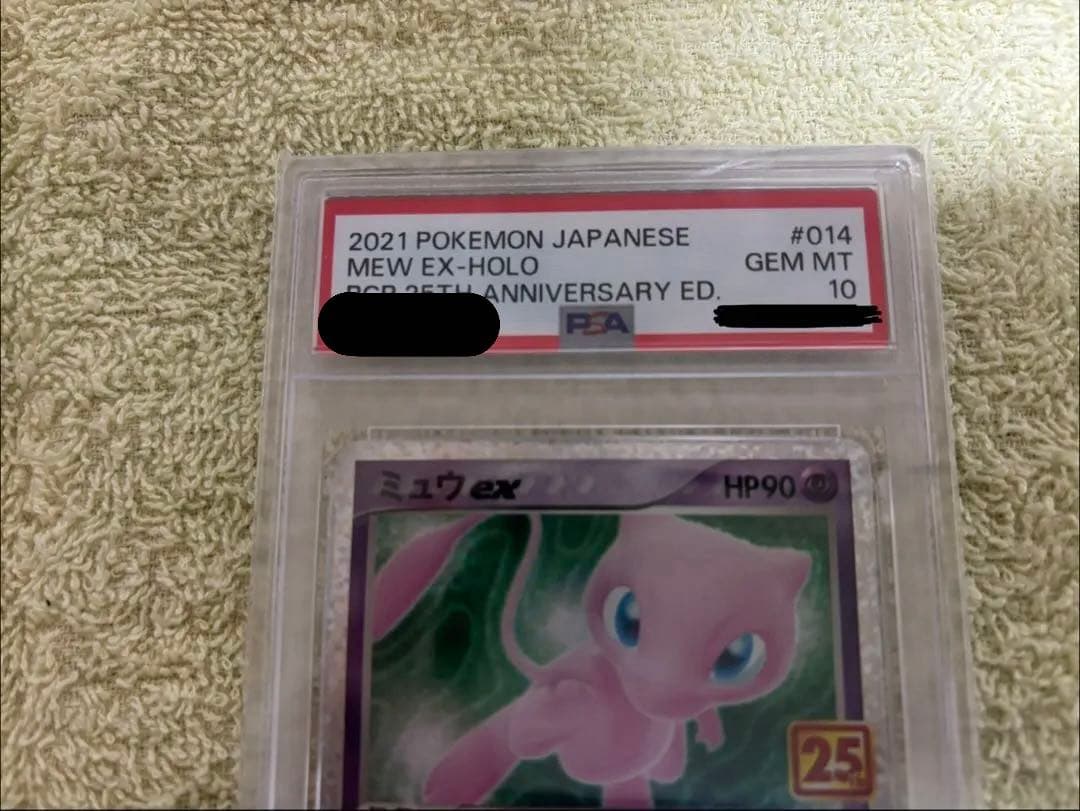 2021 POKEMON JAPANESE #014
MEW EX-HOLO GEM MT
25TH ANNIVERSARY ED. 10
PSA
ミュウex HP90
25